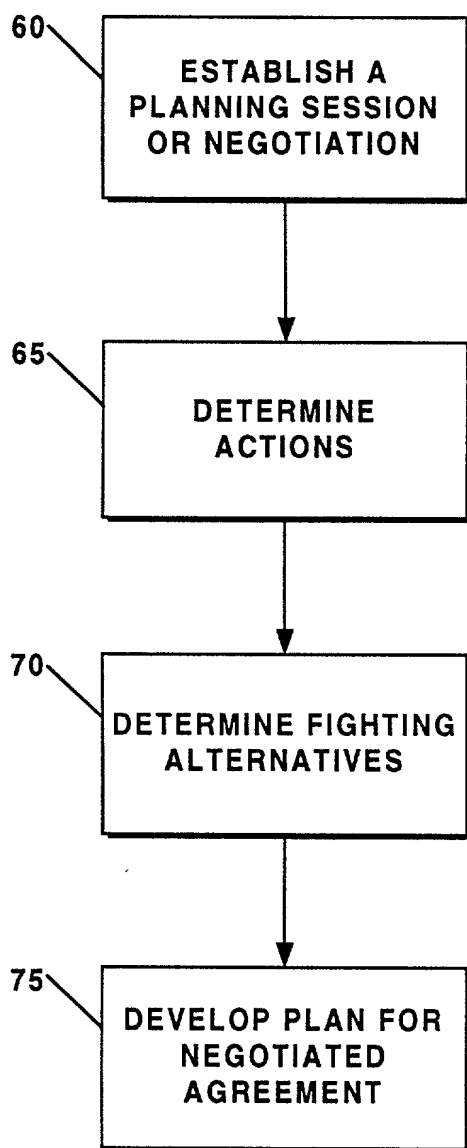 60
ESTABLISH A
PLANNING SESSION
OR NEGOTIATION
65
DETERMINE
ACTIONS
70
DETERMINE FIGHTING
ALTERNATIVES
75
DEVELOP PLAN FOR
NEGOTIATED
AGREEMENT